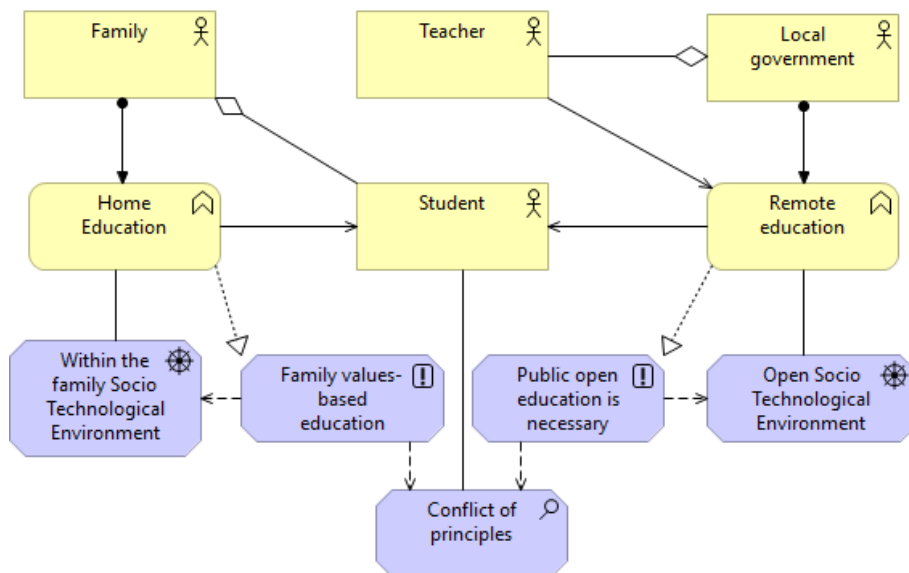 Family
Teacher
Local
government
Home
Education
Student
Remote
education
Within the
family Socio
Technological
Environment
Family values-
based
education
Public open
education is
necessary
Open Socio
Technological
Environment
Conflict of
principles